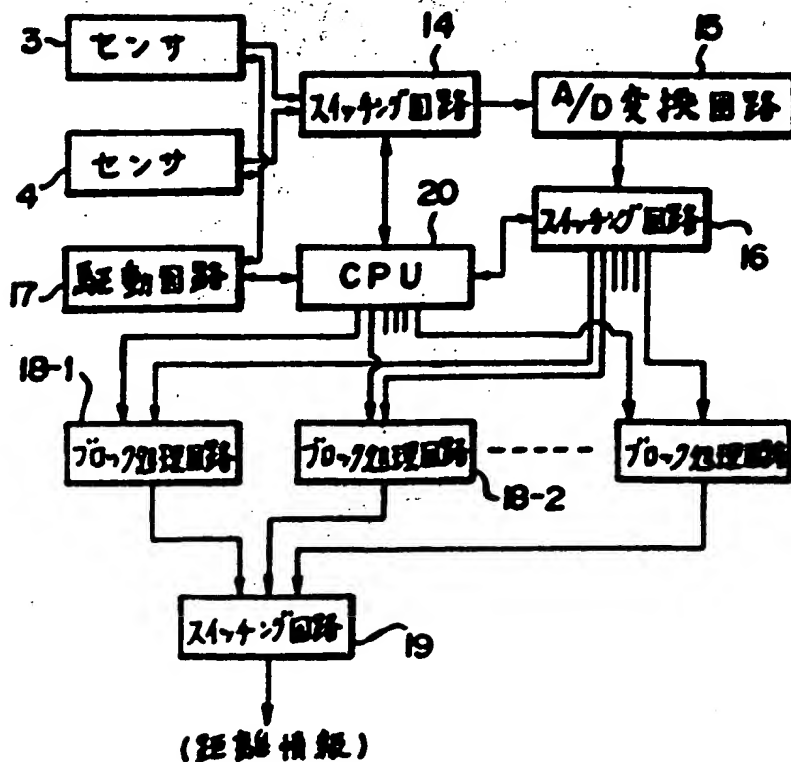 3
センサ
14
スイッチング回路
15
A/D変換回路
4
センサ
20
CPU
スイッチング回路
16
17
駆動回路
18-1
ブロック処理回路
ブロック処理回路
18-2
ブロック処理回路
スイッチング回路
19
(距離情報)